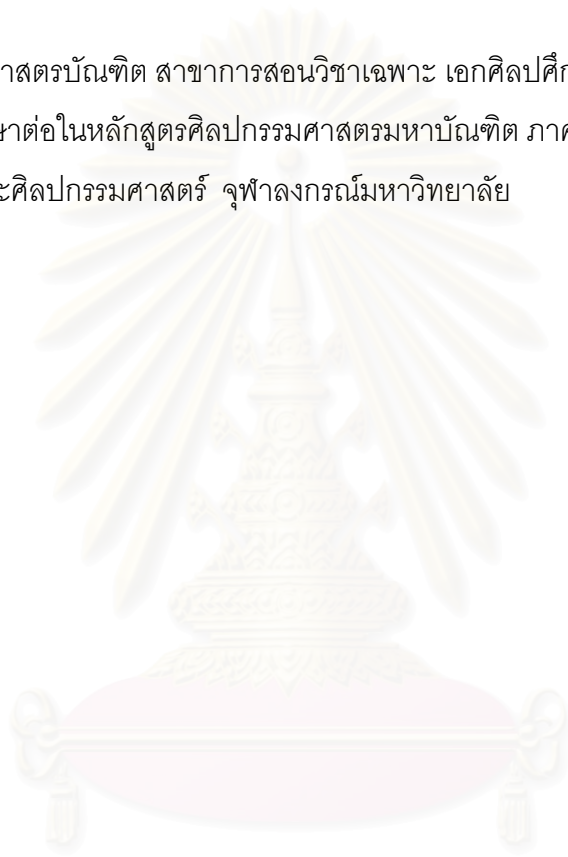 าสตรบัณฑิต สาขาการสอนวิชาเฉพาะ เอกศิลปศึก
ษาต่อในหลักสูตรศิลปกรรมศาสตรมหาบัณฑิต ภาค
ะศิลปกรรมศาสตร์ จุฬาลงกรณ์มหาวิทยาลัย